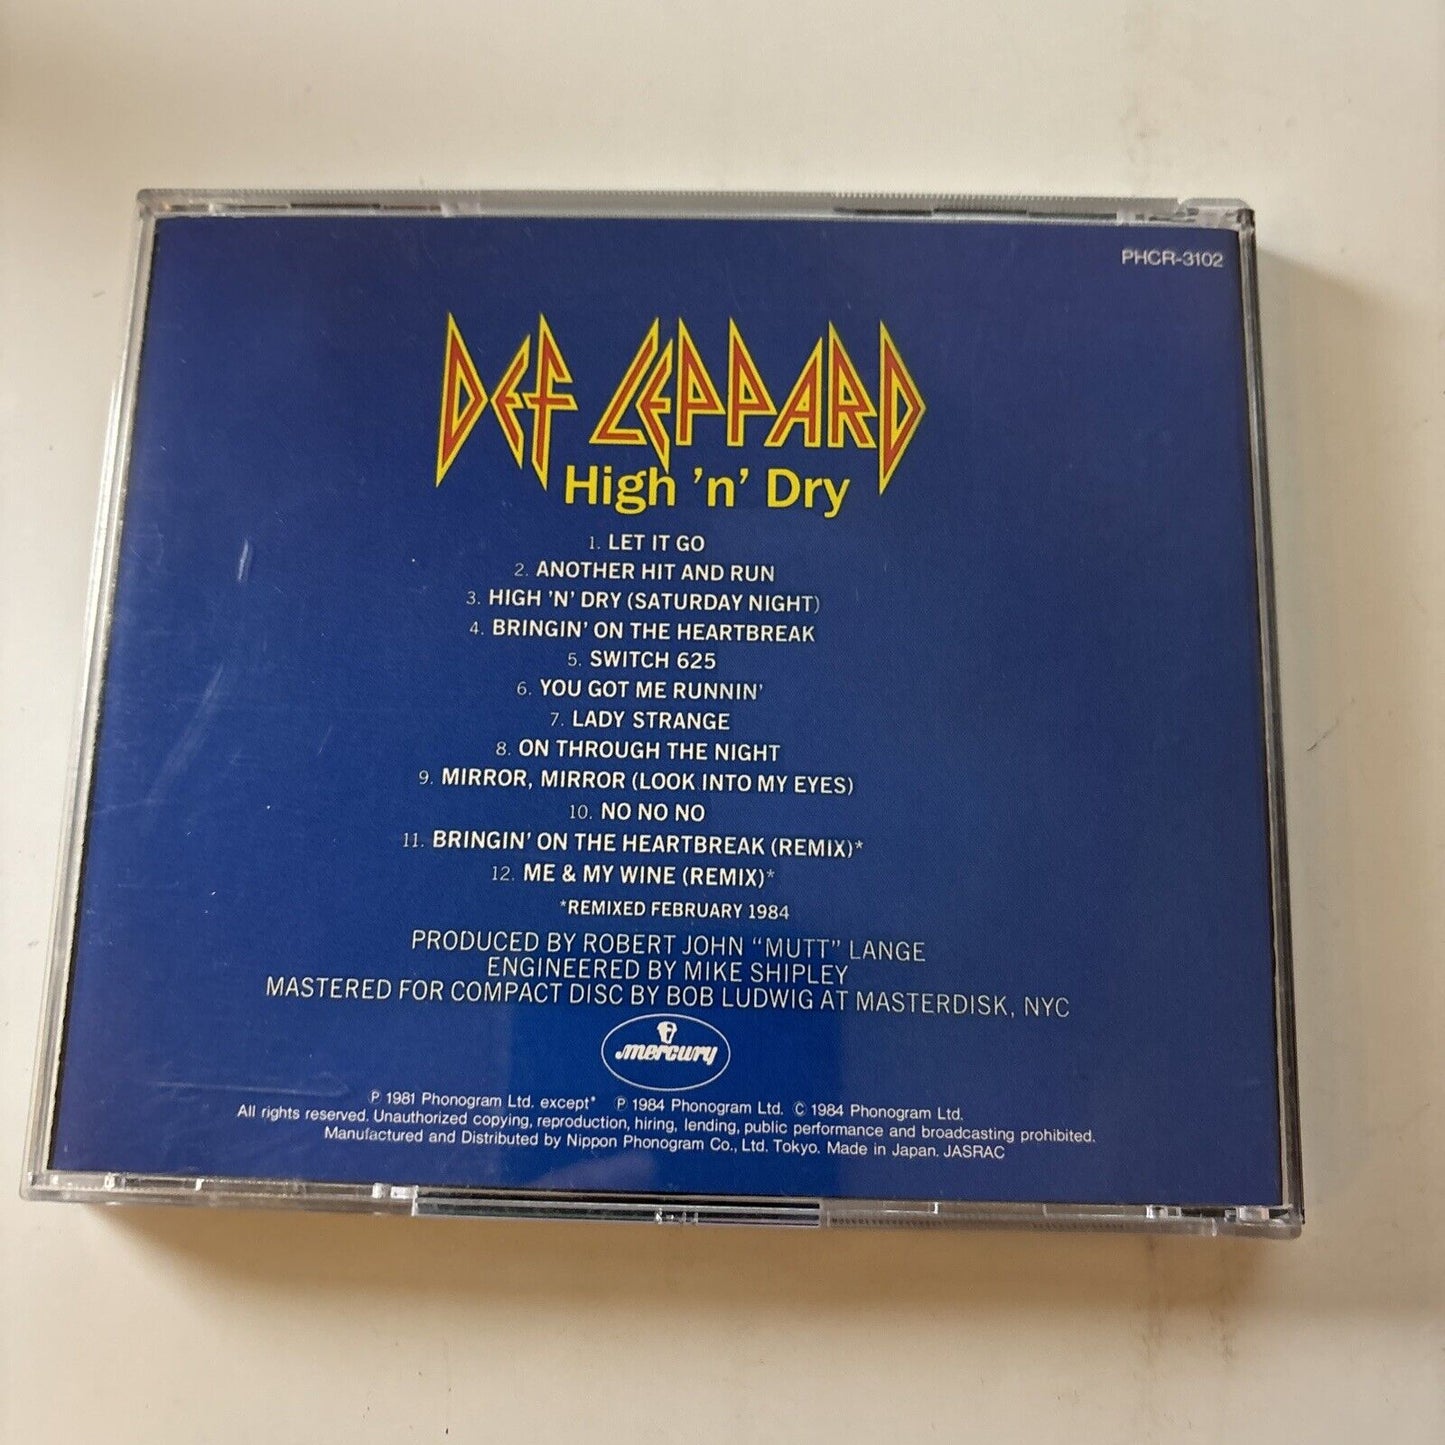 PHCR-3102
DEF LEPPARD
High 'n' Dry
1. LET IT GO
2. ANOTHER HIT AND RUN
3. HIGH 'N' DRY (SATURDAY NIGHT)
4. BRINGIN' ON THE HEARTBREAK
5. SWITCH 625
6. YOU GOT ME RUNNIN'
7. LADY STRANGE
8. ON THROUGH THE NIGHT
9. MIRROR, MIRROR (LOOK INTO MY EYES)
10. NO NO NO
11. BRINGIN' ON THE HEARTBREAK (REMIX)*
12. ME & MY WINE (REMIX)*
*REMIXED FEBRUARY 1984
PRODUCED BY ROBERT JOHN "MUTT" LANGE
ENGINEERED BY MIKE SHIPLEY
MASTERED FOR COMPACT DISC BY BOB LUDWIG AT MASTERDISK, NYC
mercury
℗ 1981 Phonogram Ltd. except* ℗ 1984 Phonogram Ltd. © 1984 Phonogram Ltd.
All rights reserved. Unauthorized copying, reproduction, hiring, lending, public performance and broadcasting prohibited.
Manufactured and Distributed by Nippon Phonogram Co., Ltd. Tokyo. Made in Japan. JASRAC